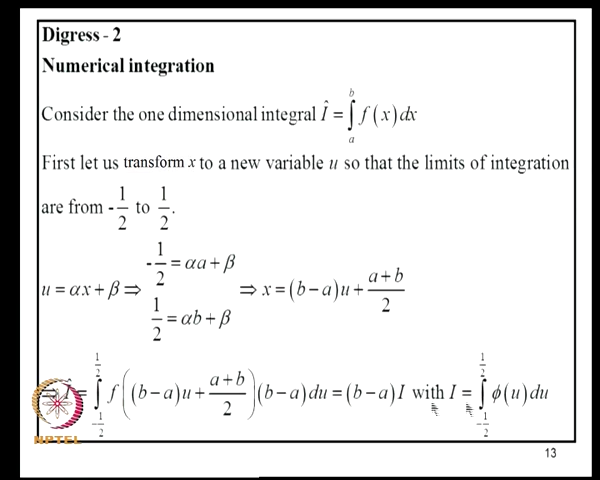 Digress - 2
Numerical integration
Consider the one dimensional integral Î = ∫_a^b f(x)dx
First let us transform x to a new variable u so that the limits of integration
are from -1/2 to 1/2.
u = αx + β ⇒ -1/2 = αa + β, 1/2 = αb + β ⇒ x = (b − a)u + (a + b)/2
⇒ Î = ∫_{-1/2}^{1/2} f((b − a)u + (a + b)/2)(b − a)du = (b − a)I with I = ∫_{-1/2}^{1/2} ϕ(u)du
NPTEL
13